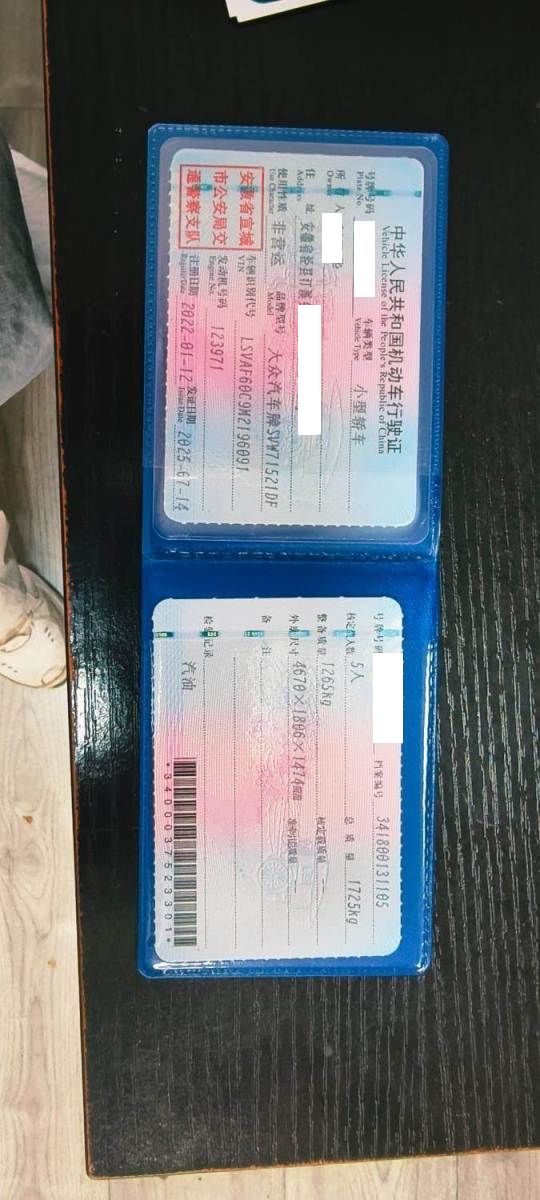 中华人民共和国机动车行驶证
Vehicle License of the People's Republic of China
号牌号码
Plate No.
车辆类型 小型轿车
Vehicle Type
所 人
Owner
住 址 安徽省泾县汀溪
Address
使用性质 非营运 品牌型号 大众汽车牌SVW71521DF
Use Character Model
安徽省宣城
市公安局交
通警察支队
车辆识别代号 LSVAF60C9M2196091
VIN
发动机号码 123971
Engine No.
注册日期 2022-01-12 发证日期 2025-07-14
Register Date Issue Date
号牌号码 档案编号 341800131105
核定载人数 5人 总 质 量 1725kg
整备质量 1265kg 核定载质量 --
外廓尺寸 4670×1806×1474mm 准牵引总质量 --
备 注
检验记录 汽油
*3400037523301*